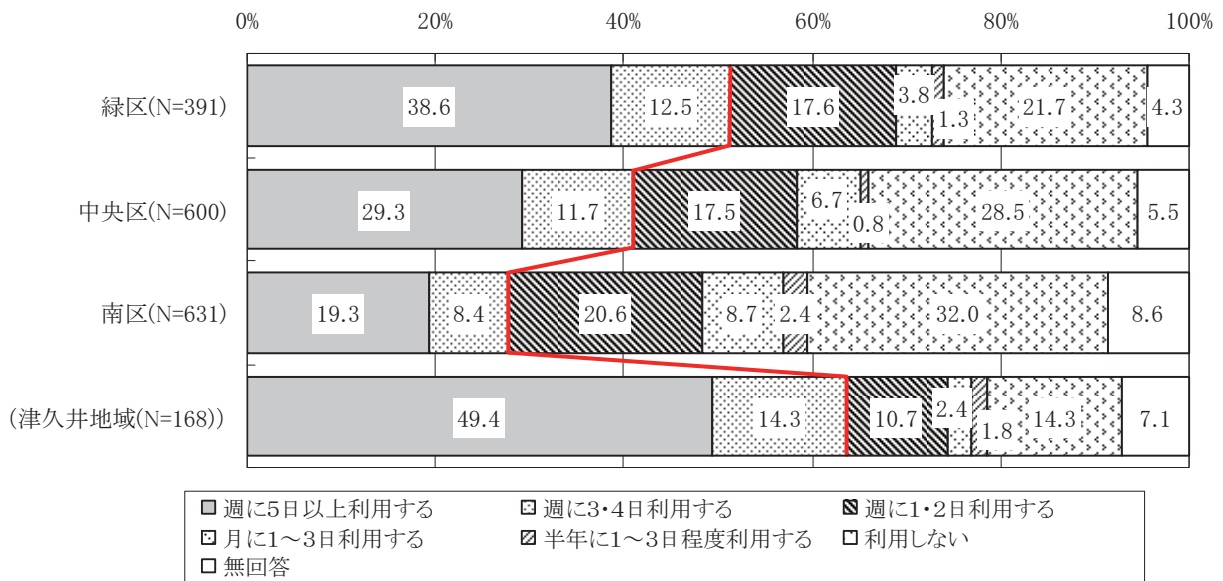 0% 20% 40% 60% 80% 100%
緑区(N=391) 38.6 12.5 17.6 3.8 1.3 21.7 4.3
中央区(N=600) 29.3 11.7 17.5 6.7 0.8 28.5 5.5
南区(N=631) 19.3 8.4 20.6 8.7 2.4 32.0 8.6
(津久井地域(N=168)) 49.4 14.3 10.7 2.4 1.8 14.3 7.1
週に5日以上利用する 週に3・4日利用する 週に1・2日利用する
月に1～3日利用する 半年に1～3日程度利用する 利用しない
無回答